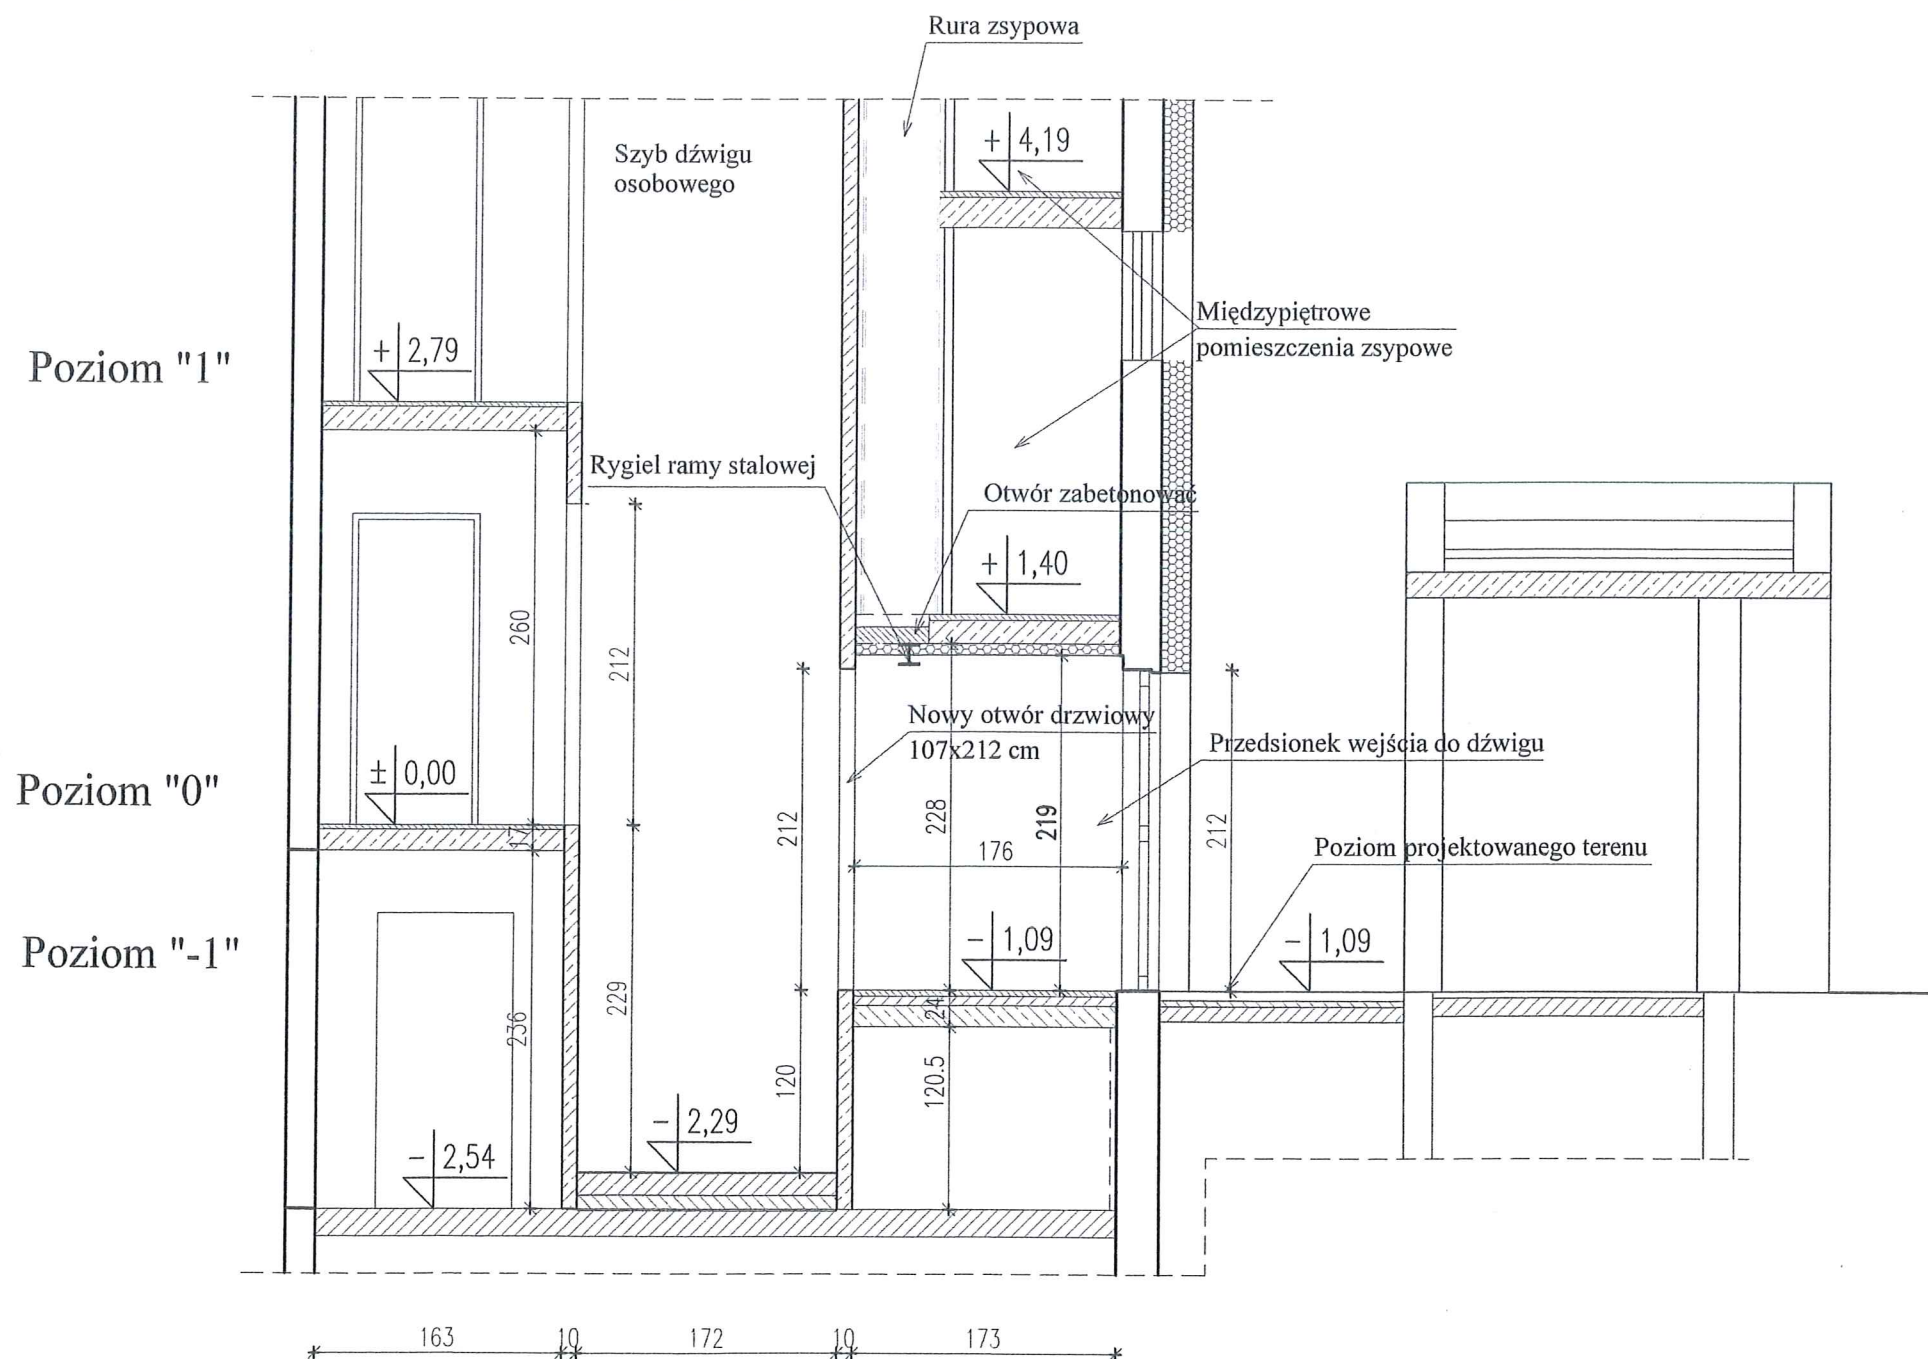 Rura zsypowa
Szyb dźwigu
osobowego
+ 4,19
Międzypiętrowe
pomieszczenia zsypowe
Poziom "1"
+ 2,79
Rygiel ramy stalowej
Otwór zabetonować
+ 1,40
260
212
Nowy otwór drzwiowy
107x212 cm
Przedsionek wejścia do dźwigu
Poziom "0"
± 0,00
17
212
228
219
212
176
Poziom projektowanego terenu
Poziom "-1"
- 1,09
- 1,09
236
229
24
120
120.5
- 2,29
- 2,54
163
10
172
10
173